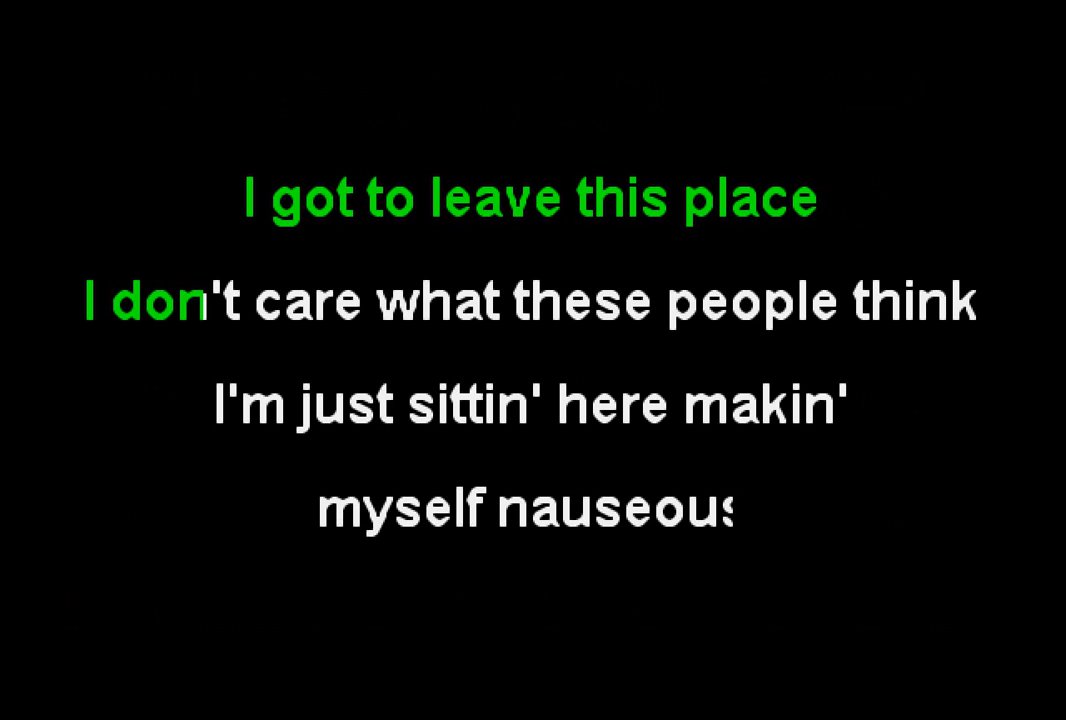 I got to leave this place
I don't care what these people think
I'm just sittin' here makin'
myself nauseous